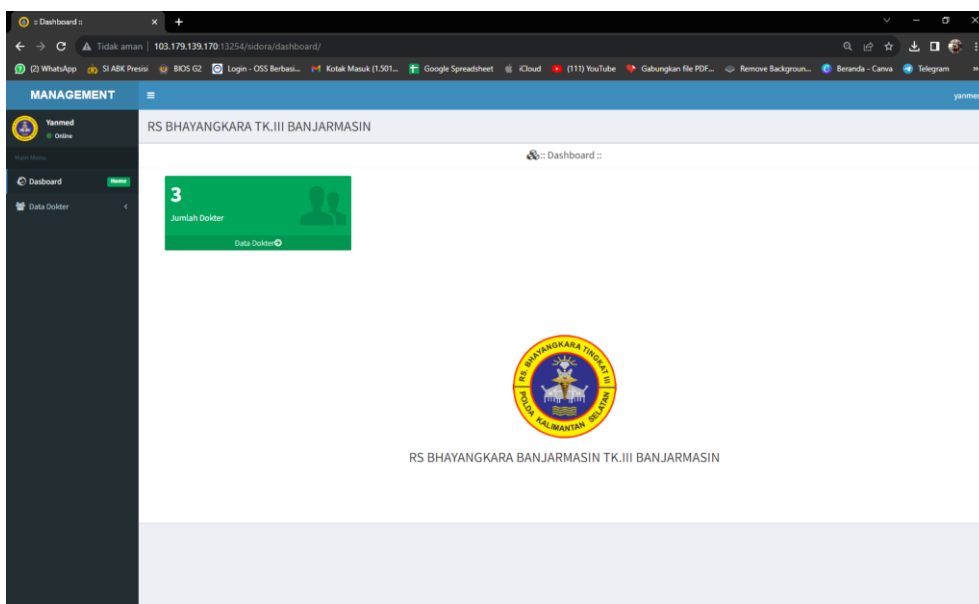 :: Dashboard ::
Tidak aman | 103.179.139.170:13254/sidora/dashboard/
(2) WhatsApp SI ABK Presisi BIOS G2 Login - OSS Berbasi... Kotak Masuk (1.501... Google Spreadsheet iCloud (111) YouTube Gabungkan file PDF... Remove Backgroun... Beranda - Canva Telegram
MANAGEMENT
yanmed
Yanmed
Online
RS BHAYANGKARA TK.III BANJARMASIN
Main Menu
:: Dashboard ::
Dasboard Home
Data Dokter
3
Jumlah Dokter
Data Dokter
RS. BHAYANGKARA TINGKAT III
POLDA KALIMANTAN SELATAN
RS BHAYANGKARA BANJARMASIN TK.III BANJARMASIN